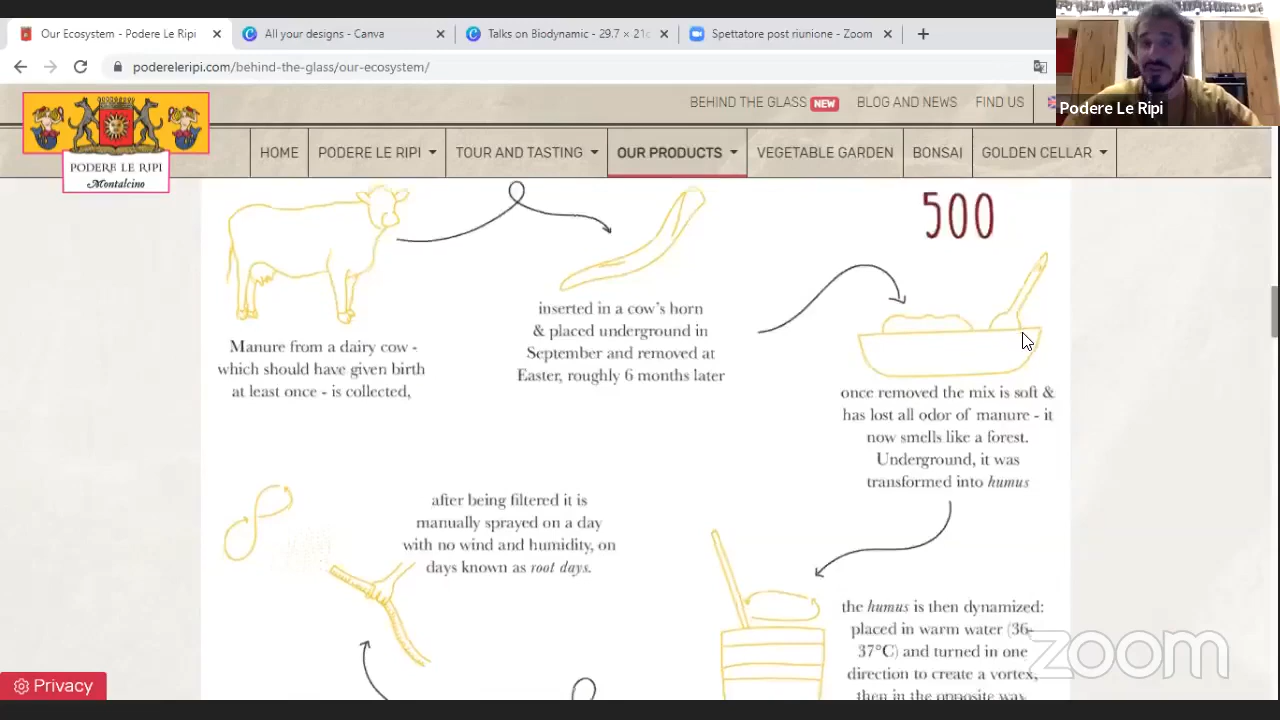 Our Ecosystem - Podere Le Ripi
All your designs - Canva
Talks on Biodynamic - 29.7 × 21c
Spettatore post riunione - Zoom
podereleripi.com/behind-the-glass/our-ecosystem/
Podere Le Ripi
BEHIND THE GLASS NEW BLOG AND NEWS FIND US
PODERE LE RIPI
Montalcino
HOME PODERE LE RIPI TOUR AND TASTING OUR PRODUCTS VEGETABLE GARDEN BONSAI GOLDEN CELLAR
500
Manure from a dairy cow -
which should have given birth
at least once - is collected,
inserted in a cow's horn
& placed underground in
September and removed at
Easter, roughly 6 months later
once removed the mix is soft &
has lost all odor of manure - it
now smells like a forest.
Underground, it was
transformed into humus
after being filtered it is
manually sprayed on a day
with no wind and humidity, on
days known as root days.
the humus is then dynamized:
placed in warm water (36-
37°C) and turned in one
direction to create a vortex,
then in the opposite way
zoom
Privacy